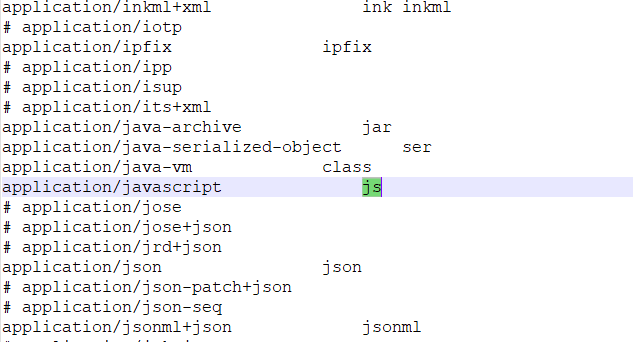 application/inkml+xml ink inkml
# application/iotp
application/ipfix ipfix
# application/ipp
# application/isup
# application/its+xml
application/java-archive jar
application/java-serialized-object ser
application/java-vm class
application/javascript js
# application/jose
# application/jose+json
# application/jrd+json
application/json json
# application/json-patch+json
# application/json-seq
application/jsonml+json jsonml